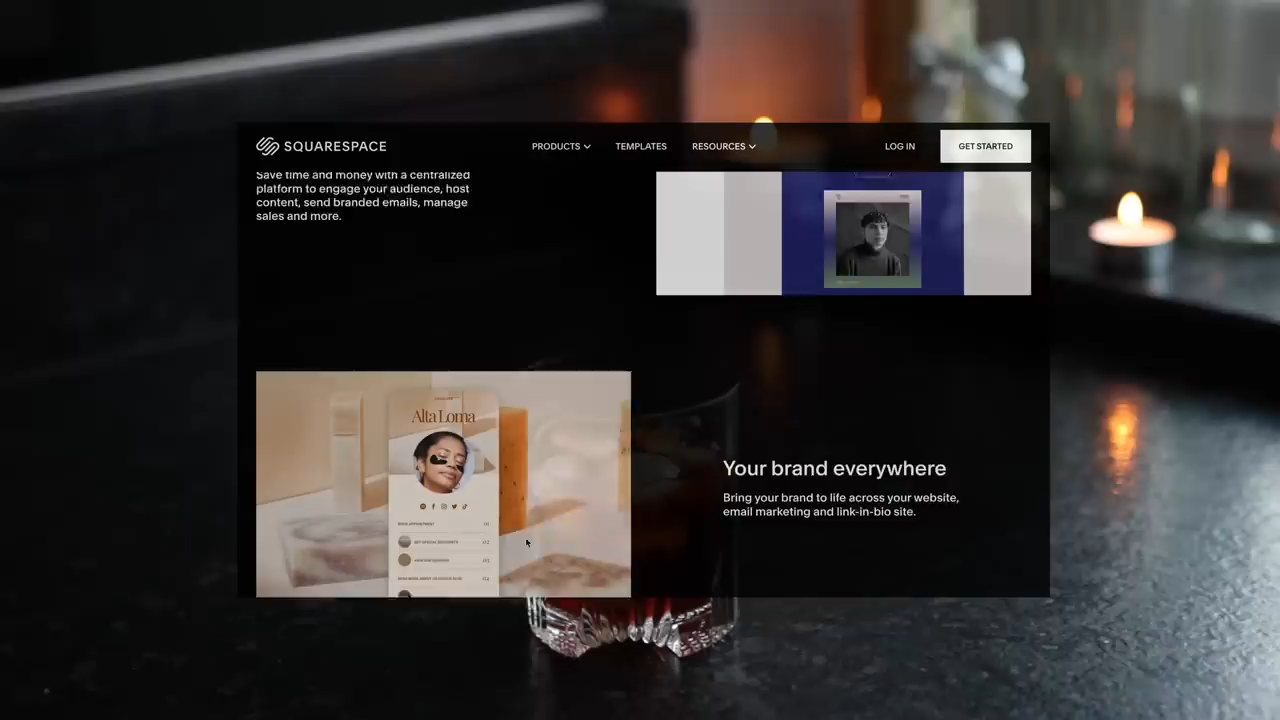 SQUARESPACE
PRODUCTS
TEMPLATES
RESOURCES
LOG IN
GET STARTED
Save time and money with a centralized
platform to engage your audience, host
content, send branded emails, manage
sales and more.
Alta Loma
Your brand everywhere
Bring your brand to life across your website,
email marketing and link-in-bio site.